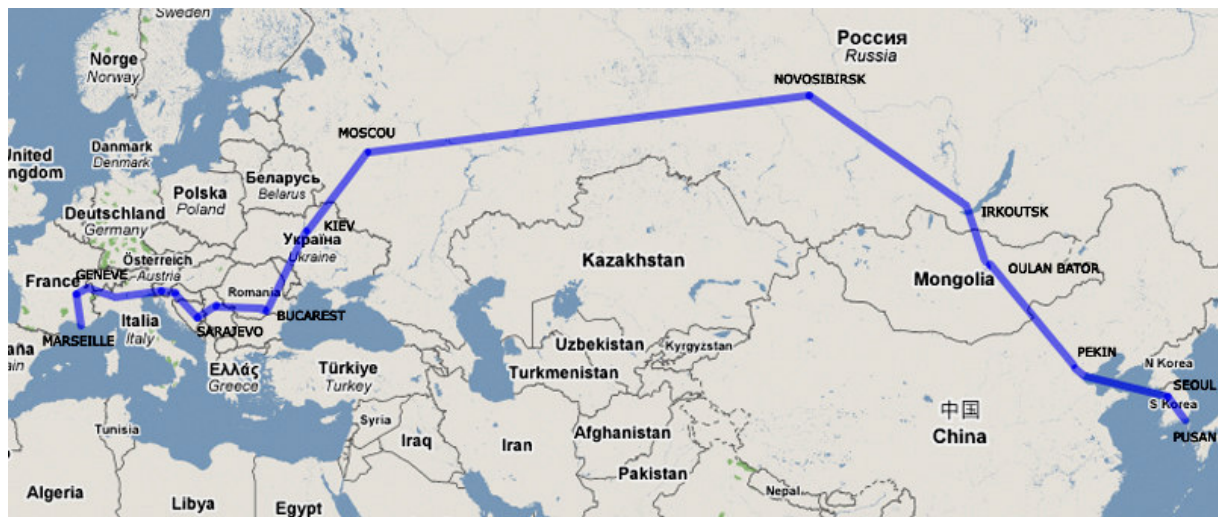 Sweden
Norge
Norway
Россия
Russia
NOVOSIBIRSK
MOSCOU
United
Kingdom
Danmark
Denmark
Беларусь
Belarus
Polska
Poland
Deutschland
Germany
IRKOUTSK
KIEV
Україна
Ukraine
Österreich
Austria
Kazakhstan
OULAN BATOR
Mongolia
France
GENEVE
Romania
BUCAREST
Italia
Italy
SARAJEVO
MARSEILLE
Uzbekistan
Kyrgyzstan
PEKIN
N Korea
aña
ain
Ελλάς
Greece
Türkiye
Turkey
Turkmenistan
SEOUL
S Korea
中国
China
PUSAN
Tunisia
Syria
Iraq
Iran
Afghanistan
Pakistan
Algeria
Libya
Egypt
Nepal